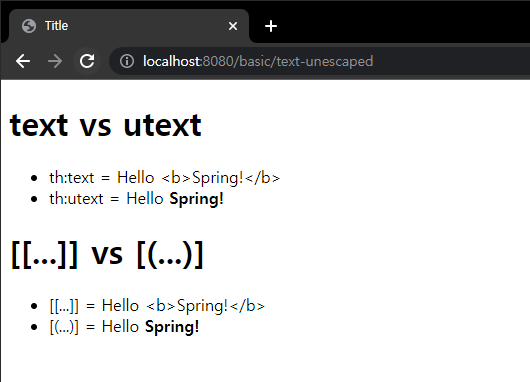 Title
localhost:8080/basic/text-unescaped
text vs utext
th:text = Hello <b>Spring!</b>
th:utext = Hello Spring!
[[...]] vs [(...)]
[[...]] = Hello <b>Spring!</b>
[(...)] = Hello Spring!